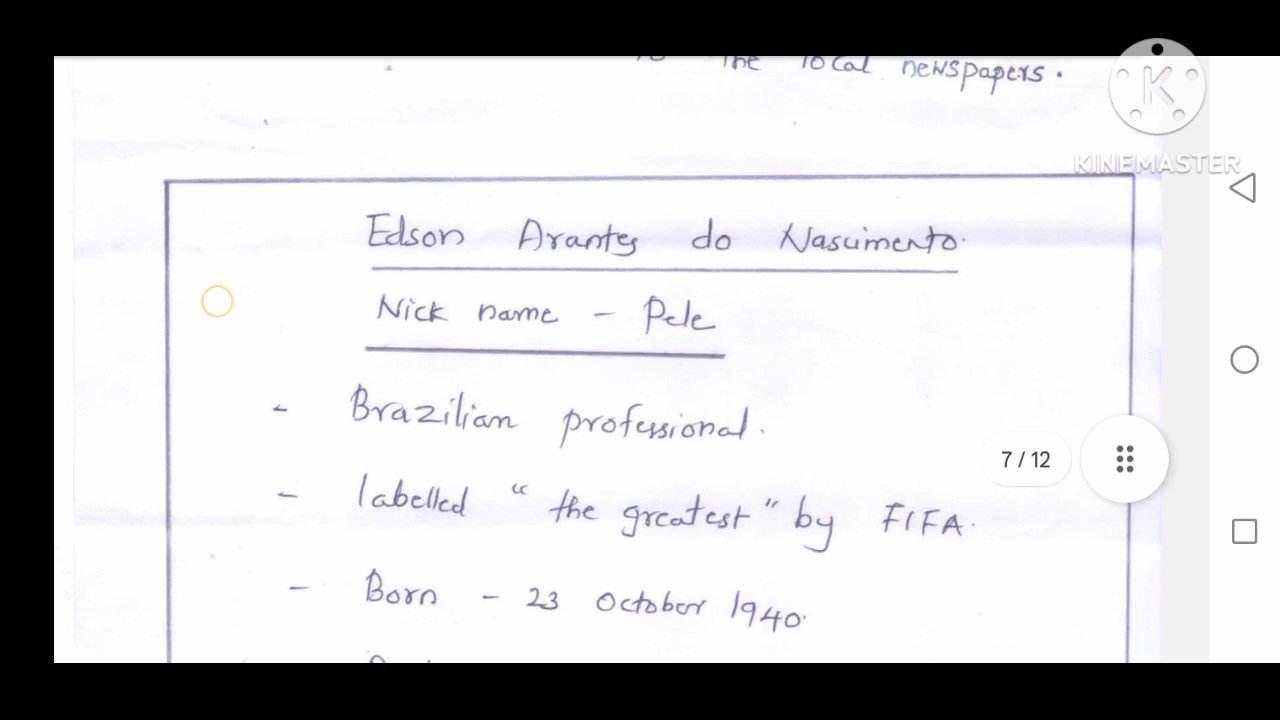 the local newspapers.
K
KINEMASTER
Edson Arantes do Nascimento.
Nick name - Pele
- Brazilian professional.
7/12
- labelled "the greatest" by FIFA.
- Born - 23 October 1940.